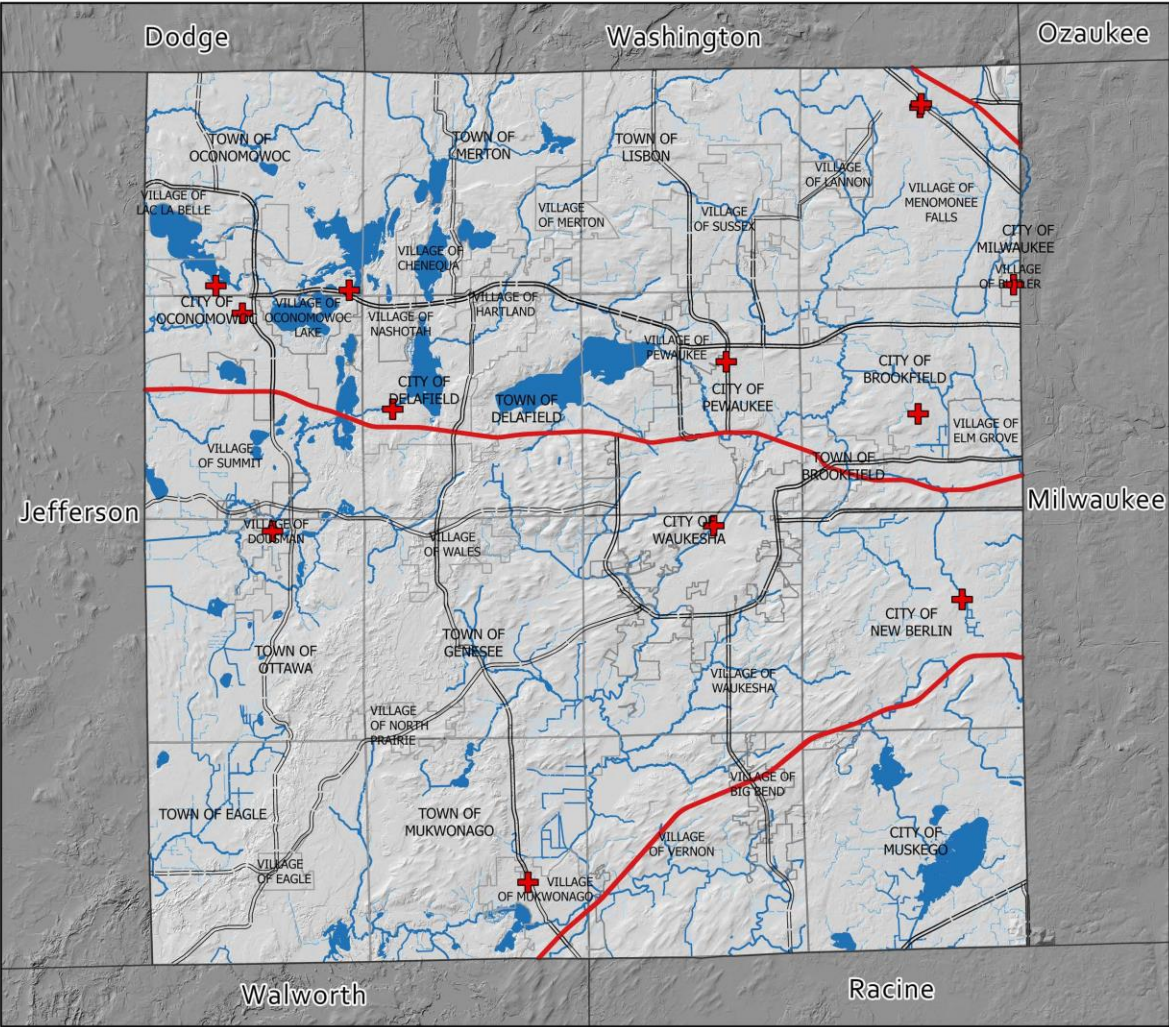 Dodge
Washington
Ozaukee
TOWN OF
OCONOMOWOC
TOWN OF
MERTON
TOWN OF
LISBON
VILLAGE
OF LANNON
VILLAGE OF
MENOMONEE
FALLS
VILLAGE OF
LAC LA BELLE
VILLAGE
OF MERTON
VILLAGE
OF SUSSEX
CITY OF
MILWAUKEE
VILLAGE OF
CHENEQUA
VILLAGE
OF BUTLER
CITY OF
OCONOMOWOC
VILLAGE OF
OCONOMOWOC
LAKE
VILLAGE OF
NASHOTAH
VILLAGE OF
HARTLAND
VILLAGE OF
PEWAUKEE
CITY OF
BROOKFIELD
CITY OF
DELAFIELD
TOWN OF
DELAFIELD
CITY OF
PEWAUKEE
VILLAGE OF
ELM GROVE
VILLAGE
OF SUMMIT
TOWN OF
BROOKFIELD
Jefferson
Milwaukee
VILLAGE OF
DOUSMAN
VILLAGE
OF WALES
CITY OF
WAUKESHA
CITY OF
NEW BERLIN
TOWN OF
GENESEE
TOWN OF
OTTAWA
VILLAGE OF
WAUKESHA
VILLAGE
OF NORTH
PRAIRIE
VILLAGE OF
BIG BEND
TOWN OF EAGLE
TOWN OF
MUKWONAGO
VILLAGE
OF VERNON
CITY OF
MUSKEGO
VILLAGE
OF EAGLE
VILLAGE
OF MUKWONAGO
Walworth
Racine